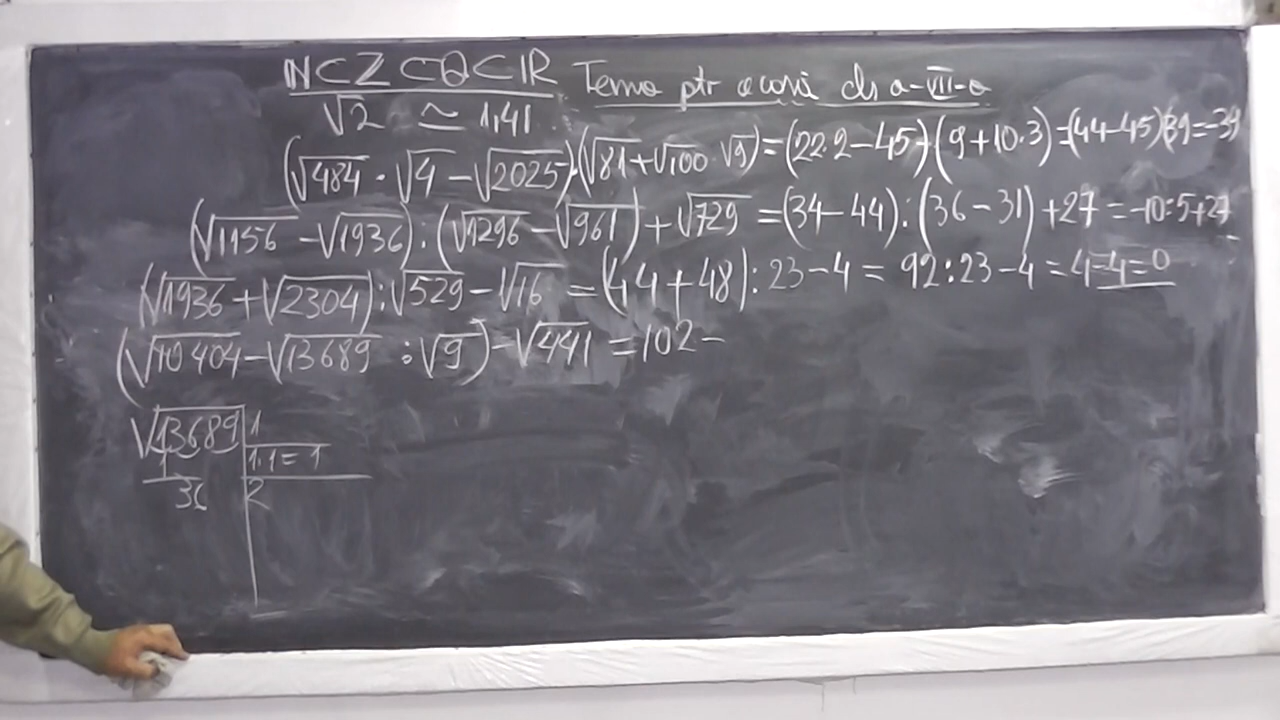 ℕ⊂ℤ⊂ℚ⊂ℝ Tema ptr acasă cls a-VII-a
√2 ≃ 1,41
(√484 · √4 − √2025)·(√81+√100 · √9)=(22·2−45)·(9+10·3)=(44−45)·39=−39
(√1156 −√1936):(√1296 −√961)+√729 =(34−44):(36−31)+27 =−10:5+27
(√1936+√2304):√529−√16 =(44+48):23−4= 92:23−4 =4−4=0
(√10404−√13689 :√9)−√441 =102−
√13689 1
1 1·1=1
36 2